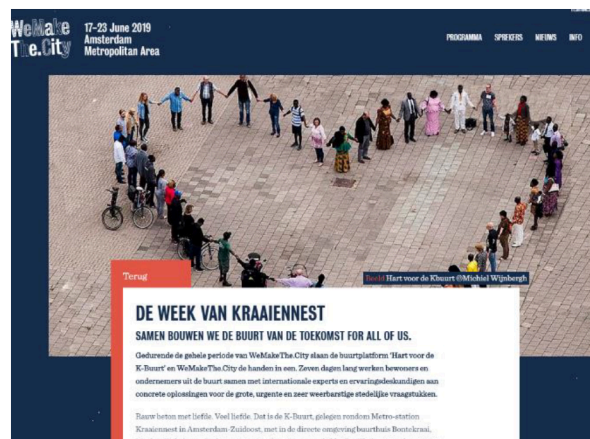 WeMake
The.City
17-23 June 2019
Amsterdam
Metropolitan Area
PROGRAMMA SPREKERS NIEUWS INFO
Terug
Beeld Hart voor de Kbuurt @Michiel Wijnbergh
DE WEEK VAN KRAAIENNEST
SAMEN BOUWEN WE DE BUURT VAN DE TOEKOMST FOR ALL OF US.
Gedurende de gehele periode van WeMakeThe.City slaan de buurtplatform 'Hart voor de
K-Buurt' en WeMakeThe.City de handen in een. Zeven dagen lang werken bewoners en
ondernemers uit de buurt samen met internationale experts en ervaringsdeskundigen aan
concrete oplossingen voor de grote, urgente en zeer weerbarstige stedelijke vraagstukken.
Rauw beton met liefde. Veel liefde. Dat is de K-Buurt, gelegen rondom Metro-station
Kraaiennest in Amsterdam-Zuidoost, met in de directe omgeving buurthuis Bonte Kraai,